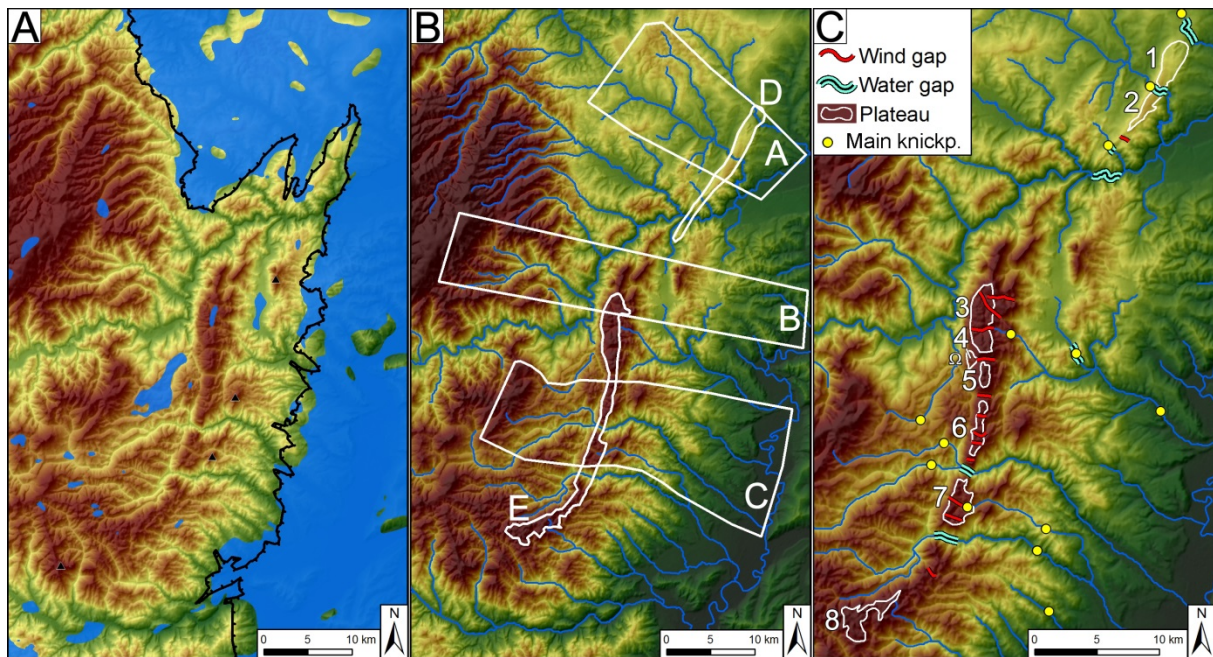 A
N
0 5 10 km
B
D
A
B
C
E
N
0 5 10 km
C
Wind gap
Water gap
Plateau
Main knickp.
1
2
3
4
Ω
5
6
7
8
N
0 5 10 km